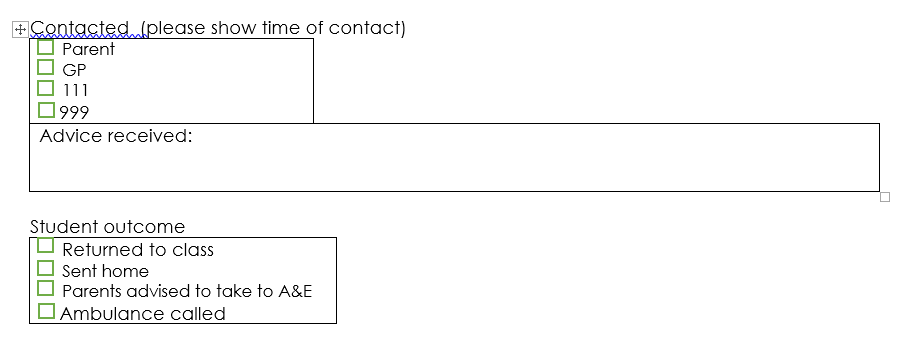 Contacted (please show time of contact)
Parent
GP
111
999
Advice received:
Student outcome
Returned to class
Sent home
Parents advised to take to A&E
Ambulance called